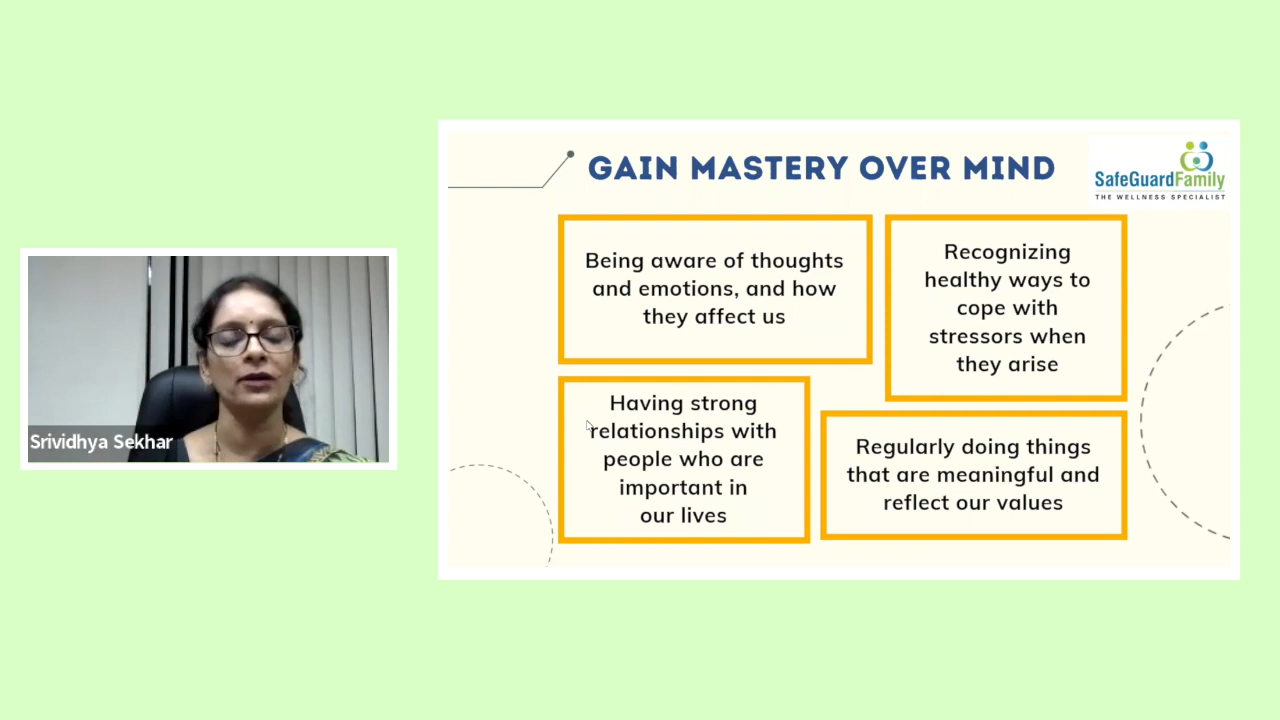 GAIN MASTERY OVER MIND
SafeGuardFamily
THE WELLNESS SPECIALIST
Being aware of thoughts
and emotions, and how
they affect us
Recognizing
healthy ways to
cope with
stressors when
they arise
Having strong
relationships with
people who are
important in
our lives
Regularly doing things
that are meaningful and
reflect our values
Srividhya Sekhar